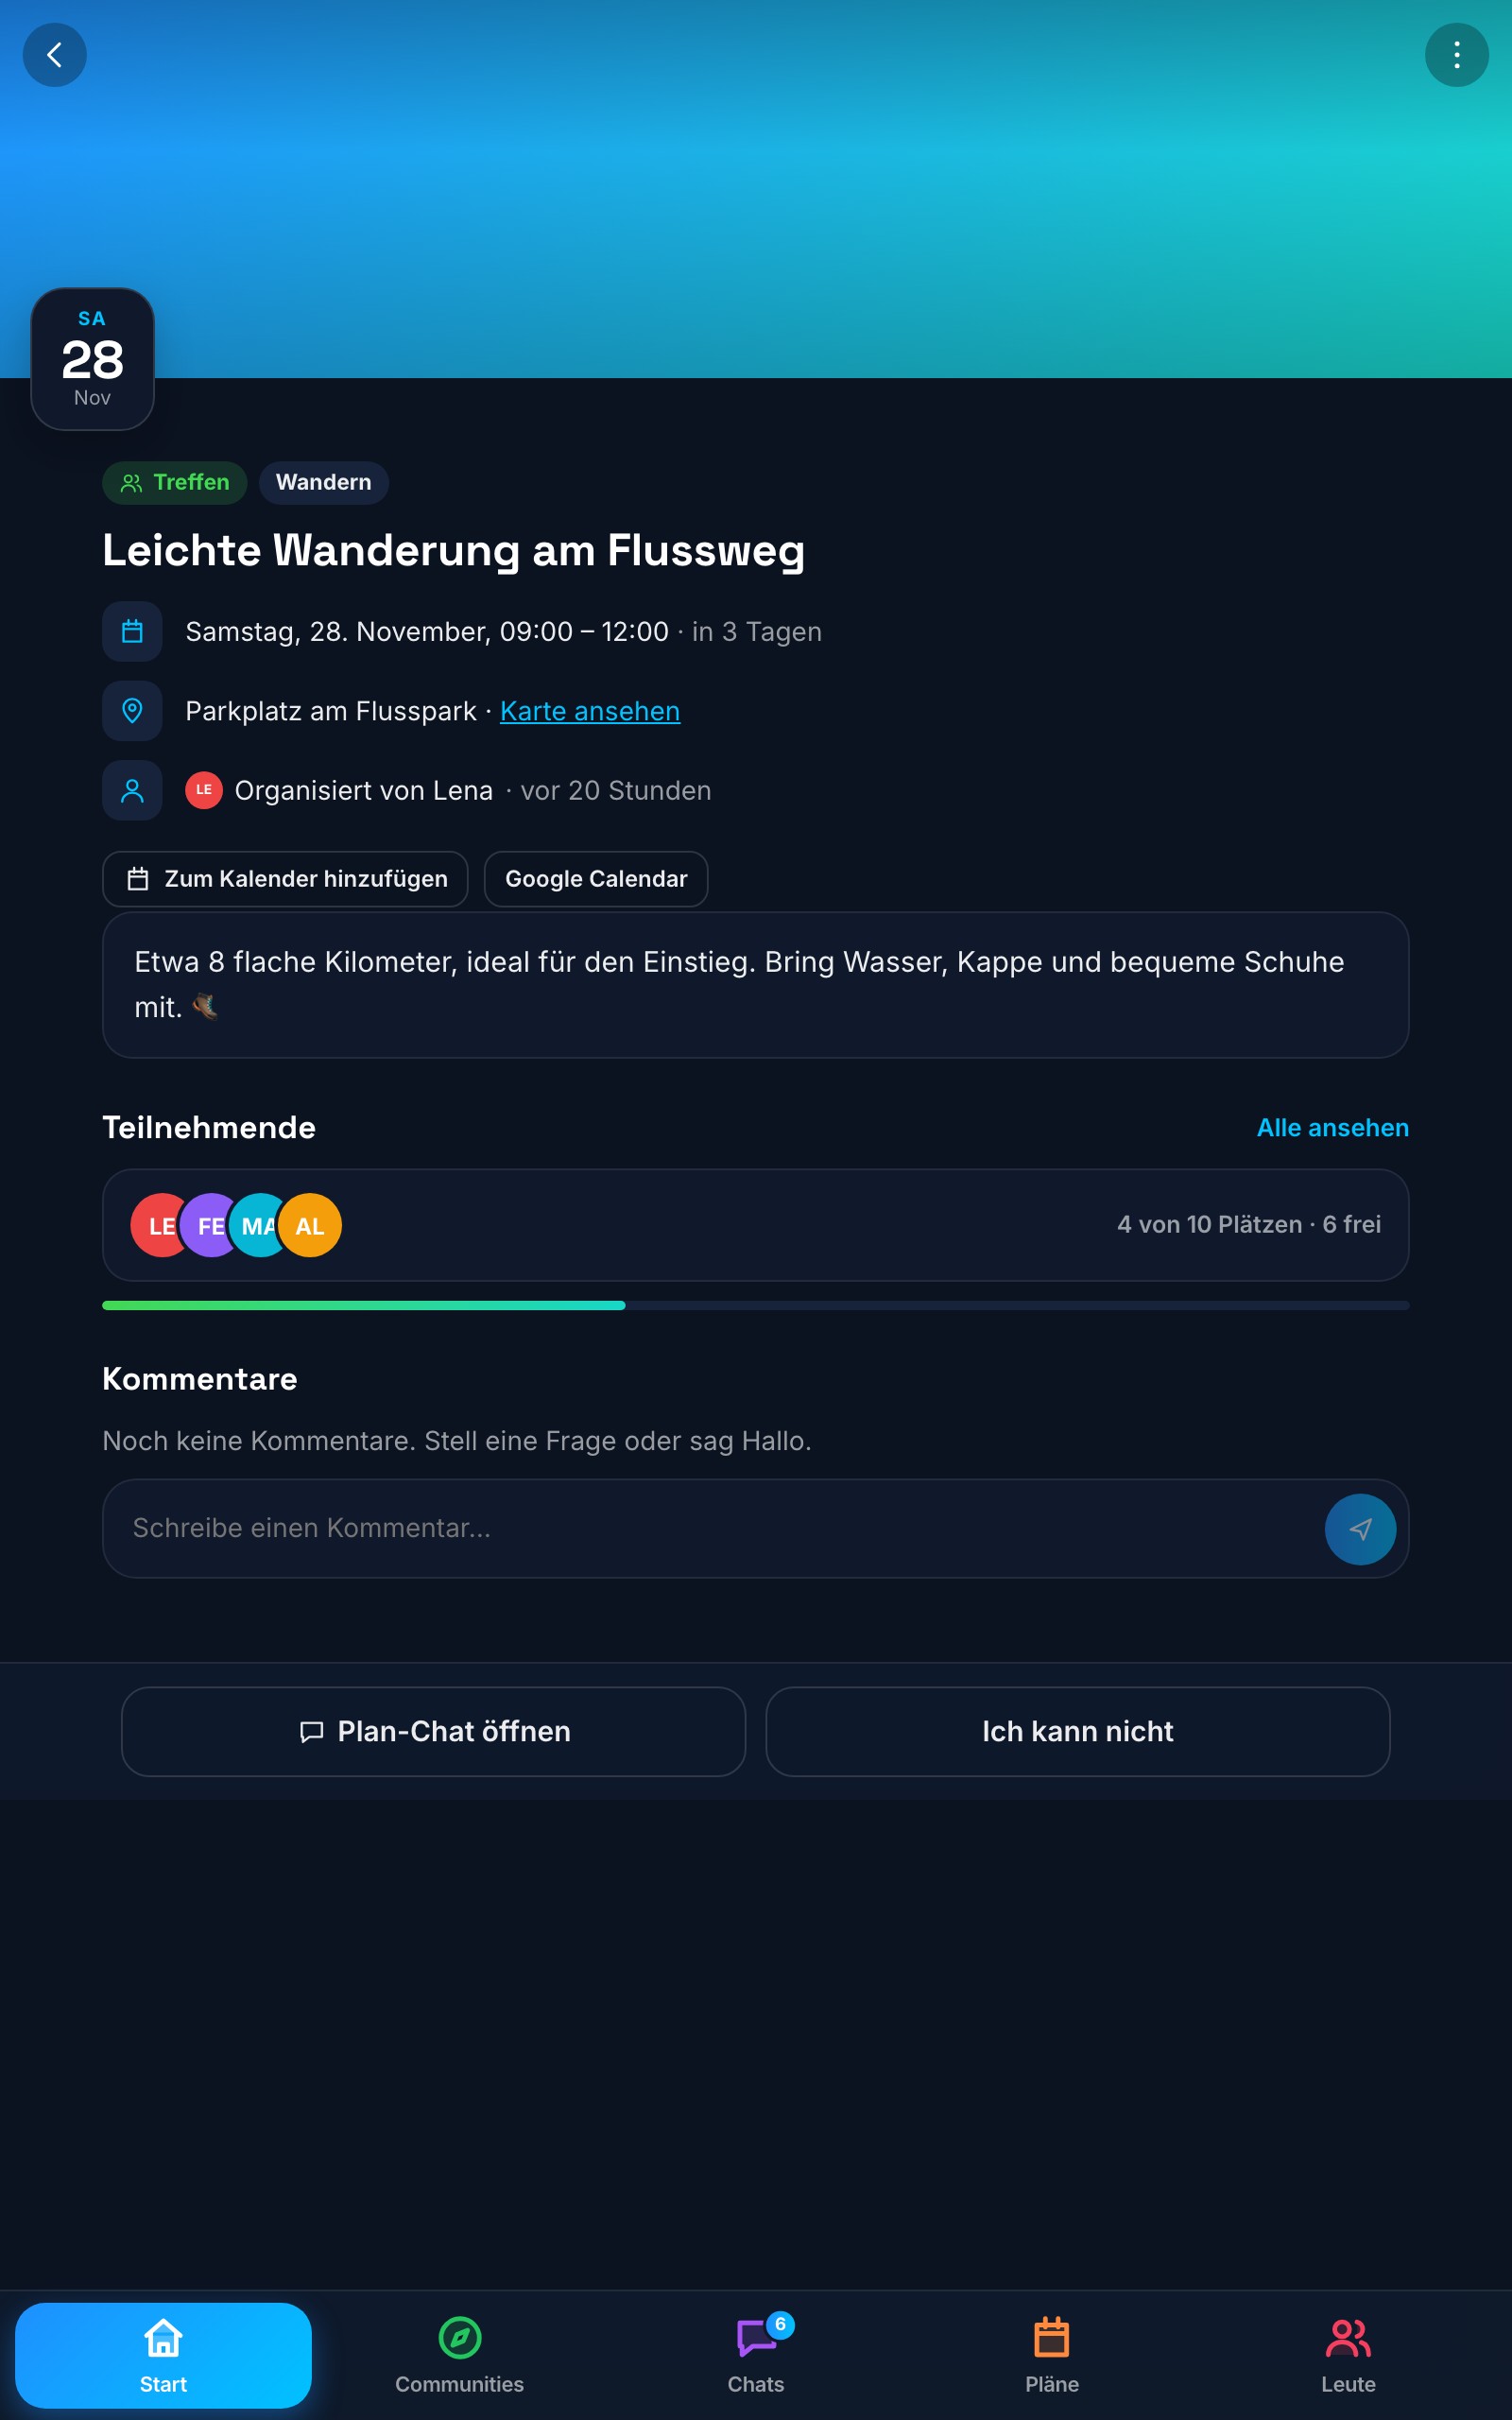 SA
28
Nov
Treffen
Wandern
Leichte Wanderung am Flussweg
Samstag, 28. November, 09:00 – 12:00 · in 3 Tagen
Parkplatz am Flusspark · Karte ansehen
LE Organisiert von Lena · vor 20 Stunden
Zum Kalender hinzufügen
Google Calendar
Etwa 8 flache Kilometer, ideal für den Einstieg. Bring Wasser, Kappe und bequeme Schuhe
mit. 🥾
Teilnehmende
Alle ansehen
LE FE MA AL
4 von 10 Plätzen · 6 frei
Kommentare
Noch keine Kommentare. Stell eine Frage oder sag Hallo.
Schreibe einen Kommentar...
Plan-Chat öffnen
Ich kann nicht
6
Start
Communities
Chats
Pläne
Leute